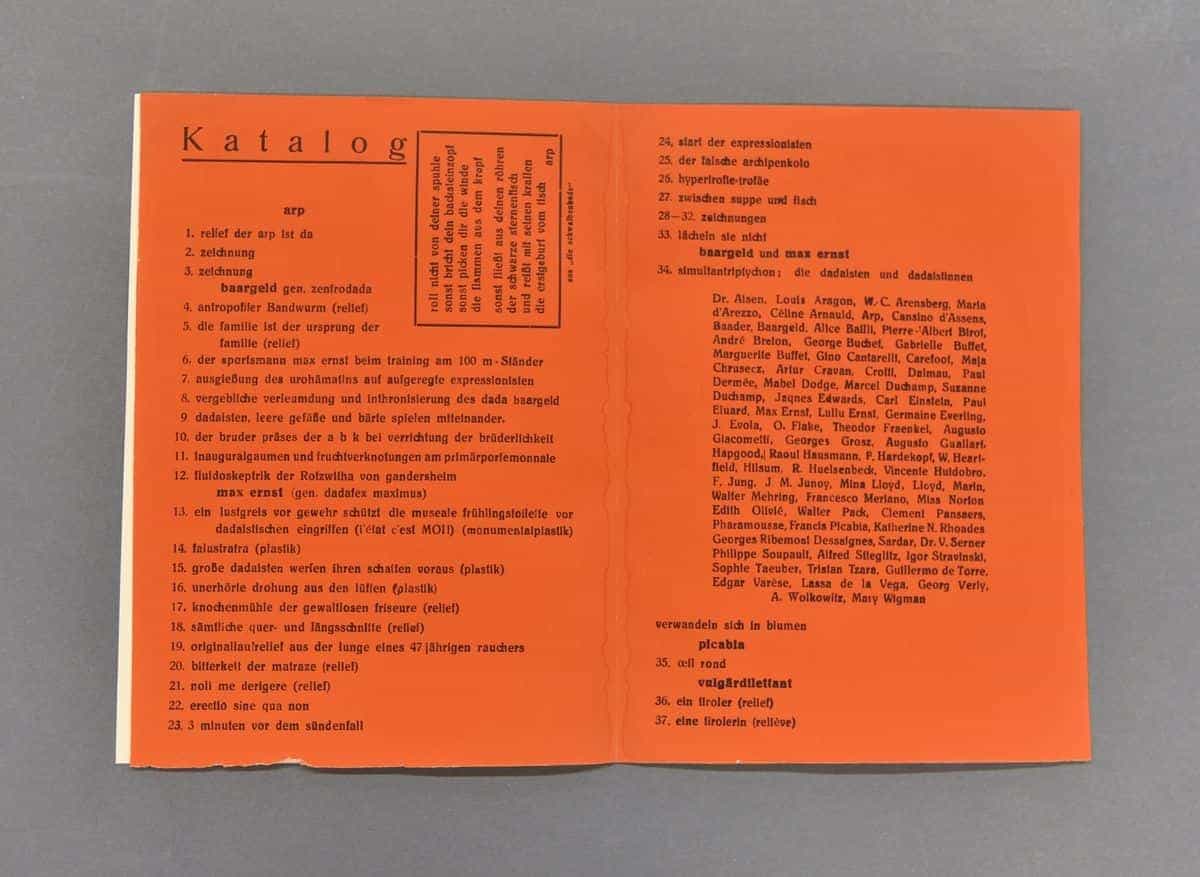 Katalog
roll nicht von deiner spuhle
sonst bricht dein backsteinzopf
sonst picken dir die winde
die flammen aus dem kropf
sonst fließt aus deinen röhren
der schwarze sternenfisch
und reißt mit seinen krallen
die erstgeburt vom tisch arp
aus „die schwalbenhode“
arp
1. relief der arp ist da
2. zeichnung
3. zeichnung
baargeld gen. zentrodada
4. antropofiler Bandwurm (relief)
5. die familie ist der ursprung der
familie (relief)
6. der sportsmann max ernst beim training am 100 m-Ständer
7. ausgießung des urohämatins auf aufgeregte expressionisten
8. vergebliche verleumdung und inthronisierung des dada baargeld
9. dadaisten, leere gefäße und bärte spielen miteinander.
10. der bruder präses der a b k bei verrichtung der brüderlichkeit
11. inauguralgaumen und fruchtverknotungen am primärportemonnale
12. fluidoskeptrik der Rotzwitha von gandersheim
max ernst (gen. dadafex maximus)
13. ein lustgreis vor gewehr schützt die museale frühlingstoilette vor
dadaistischen eingriffen (l'état c'est MOI!) (monumentalplastik)
14. falustratra (plastik)
15. große dadaisten werfen ihren schatten voraus (plastik)
16. unerhörte drohung aus den lüften (plastik)
17. knochenmühle der gewaltlosen friseure (relief)
18. sämtliche quer- und längsschnitte (relief)
19. originallaufrelief aus der lunge eines 47 jährigen rauchers
20. bitterkeit der matraze (relief)
21. noli me derigere (relief)
22. erectio sine qua non
23. 3 minuten vor dem sündenfall
24, start der expressionisten
25. der falsche archipenkolo
26. hypertrofie-trofäe
27. zwischen suppe und fisch
28—32. zeichnungen
33. lächeln sie nicht
baargeld und max ernst
34. simultantriptychon: die dadaisten und dadaistinnen
Dr. Aisen, Louis Aragon, W. C. Arensberg, Maria
d'Arezzo, Céline Arnauld, Arp, Cansino d'Assens,
Baader, Baargeld, Alice Bailli, Pierre-Albert Birot,
André Breton, George Buchet, Gabrielle Buffet,
Marguerite Buffet, Gino Cantarelli, Carefoot, Maja
Chrusecz, Artur Cravan, Crotti, Dalmau, Paul
Dermée, Mabel Dodge, Marcel Duchamp, Suzanne
Duchamp, Jaqnes Edwards, Carl Einstein, Paul
Eluard, Max Ernst, Lullu Ernst, Germaine Everling,
J. Evola, O. Flake, Theodor Fraenkel, Augusto
Giacometti, Georges Grosz, Augusto Guallart,
Hapgood, Raoul Hausmann, F. Hardekopf, W. Heart-
field, Hilsum, R. Huelsenbeck, Vincente Huidobro,
F. Jung, J. M. Junoy, Mina Lloyd, Lloyd, Marin,
Walter Mehring, Francesco Meriano, Miss Norton
Edith Olivié, Walter Pack, Clement Pansaers,
Pharamousse, Francis Picabia, Katherine N. Rhoades
Georges Ribemont Dessaignes, Sardar, Dr. V. Serner
Philippe Soupault, Alfred Stieglitz, Igor Stravinski,
Sophie Taeuber, Tristan Tzara, Guillermo de Torre,
Edgar Varèse, Lassa de la Vega, Georg Verly,
A. Wolkowitz, Mary Wigman
verwandeln sich in blumen
picabia
35. œil rond
vulgärdilettant
36. ein tiroler (relief)
37. eine tirolerin (reliève)